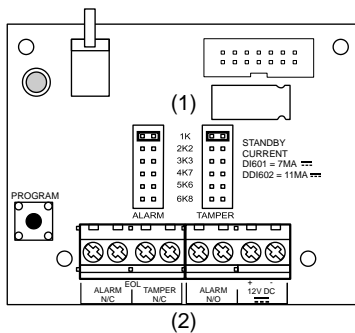 (1)
1K
2K2
3K3
4K7
5K6
6K8
STANDBY
CURRENT
DI601 = 7MA
DDI602 = 11MA
ALARM
TAMPER
PROGRAM
EOL
ALARM
N/C
TAMPER
N/C
ALARM
N/O
+ -
12V DC
(2)